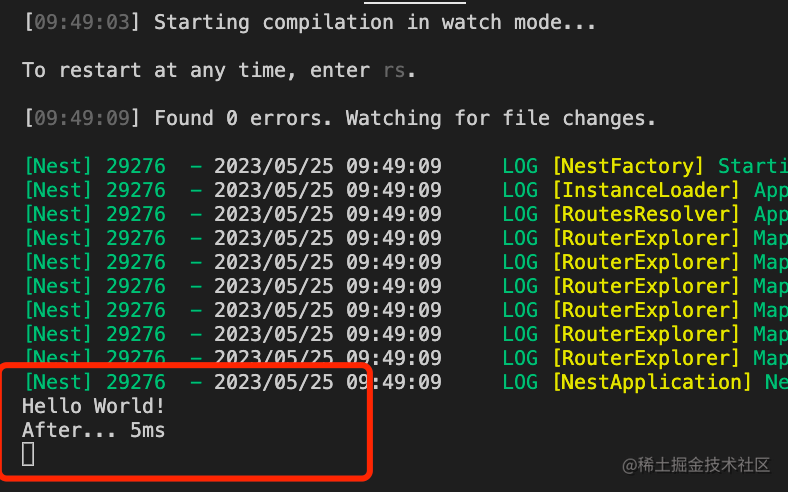 [09:49:03] Starting compilation in watch mode...
To restart at any time, enter rs.
[09:49:09] Found 0 errors. Watching for file changes.
[Nest] 29276 - 2023/05/25 09:49:09 LOG [NestFactory] Starti
[Nest] 29276 - 2023/05/25 09:49:09 LOG [InstanceLoader] App
[Nest] 29276 - 2023/05/25 09:49:09 LOG [RoutesResolver] App
[Nest] 29276 - 2023/05/25 09:49:09 LOG [RouterExplorer] Map
[Nest] 29276 - 2023/05/25 09:49:09 LOG [RouterExplorer] Map
[Nest] 29276 - 2023/05/25 09:49:09 LOG [RouterExplorer] Map
[Nest] 29276 - 2023/05/25 09:49:09 LOG [RouterExplorer] Map
[Nest] 29276 - 2023/05/25 09:49:09 LOG [RouterExplorer] Map
[Nest] 29276 - 2023/05/25 09:49:09 LOG [RouterExplorer] Map
[Nest] 29276 - 2023/05/25 09:49:09 LOG [NestApplication] Ne
Hello World!
After... 5ms
@稀土掘金技术社区